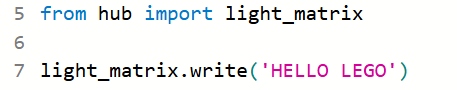 5 from hub import light_matrix
6
7 light_matrix.write('HELLO LEGO')